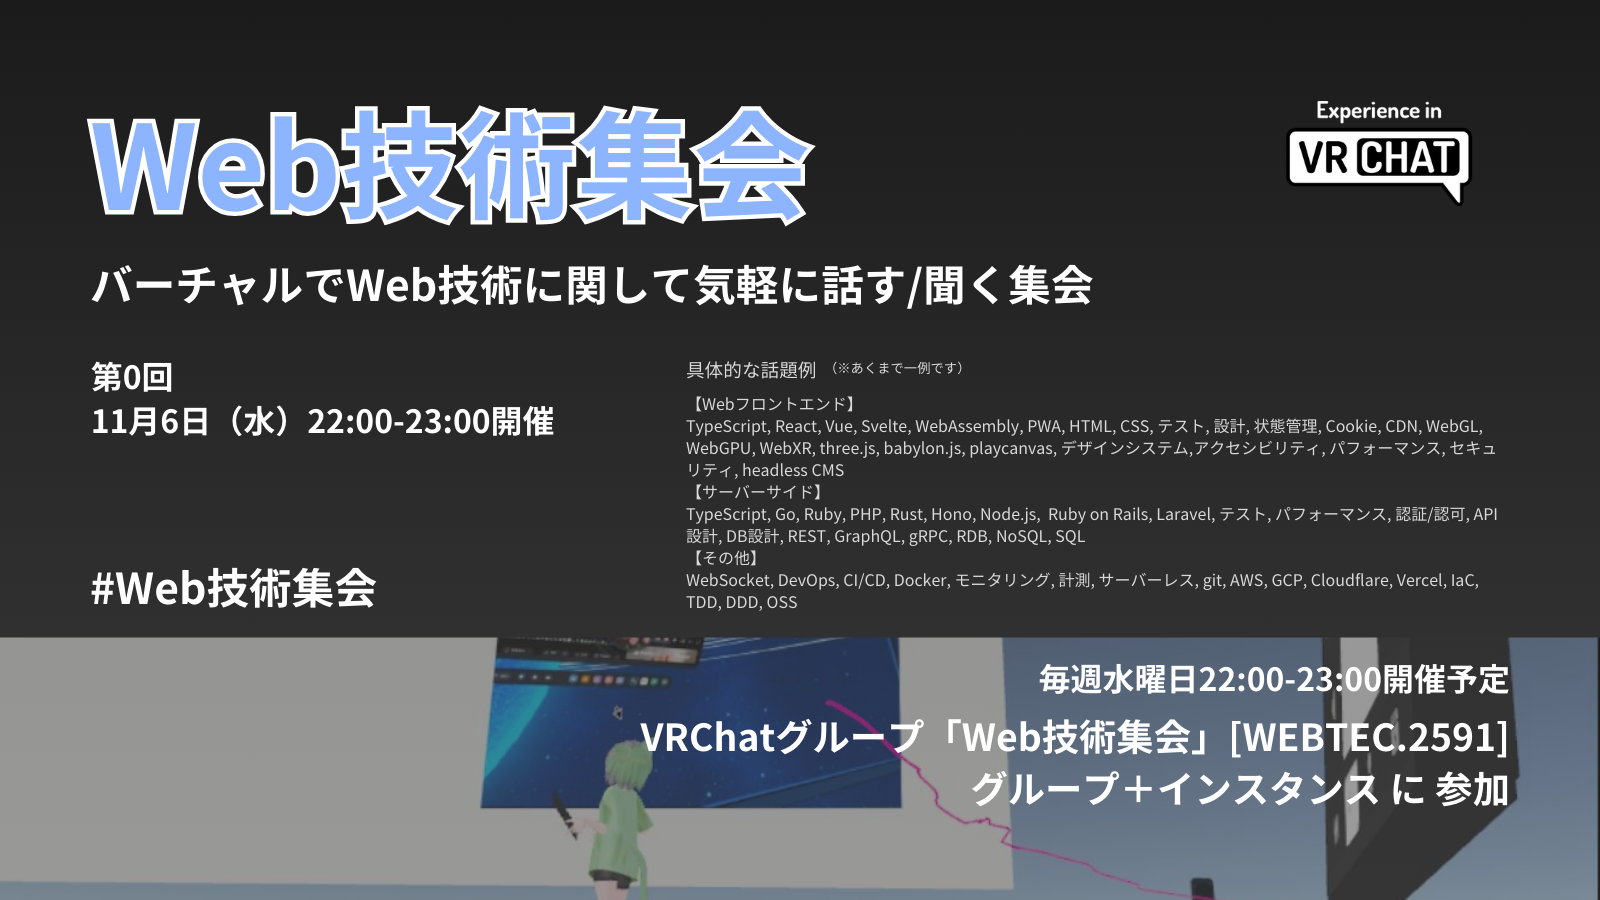 Web技術集会
Experience in
VRCHAT
バーチャルでWeb技術に関して気軽に話す/聞く集会
第0回
11月6日（水）22:00-23:00開催
具体的な話題例 （※あくまで一例です）
【Webフロントエンド】
TypeScript, React, Vue, Svelte, WebAssembly, PWA, HTML, CSS, テスト, 設計, 状態管理, Cookie, CDN, WebGL,
WebGPU, WebXR, three.js, babylon.js, playcanvas, デザインシステム,アクセシビリティ, パフォーマンス, セキュ
リティ, headless CMS
【サーバーサイド】
TypeScript, Go, Ruby, PHP, Rust, Hono, Node.js,  Ruby on Rails, Laravel, テスト, パフォーマンス, 認証/認可, API
設計, DB設計, REST, GraphQL, gRPC, RDB, NoSQL, SQL
【その他】
WebSocket, DevOps, CI/CD, Docker, モニタリング, 計測, サーバーレス, git, AWS, GCP, Cloudflare, Vercel, IaC,
TDD, DDD, OSS
#Web技術集会
毎週水曜日22:00-23:00開催予定
VRChatグループ「Web技術集会」[WEBTEC.2591]
グループ＋インスタンス に 参加